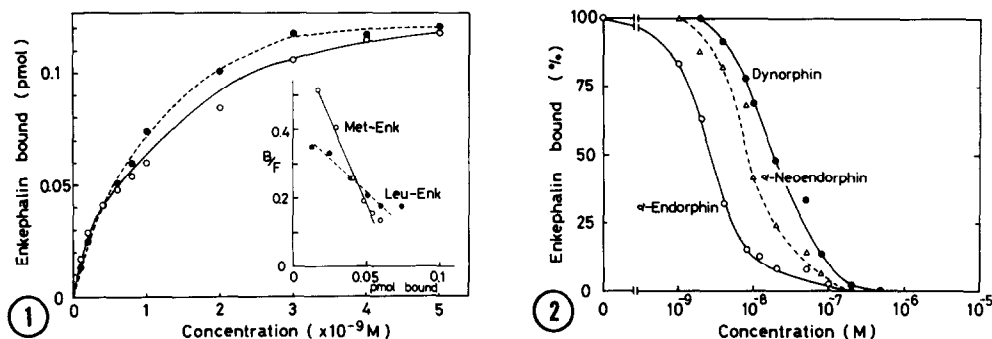 Enkephalin bound (pmol)
0.1
0.05
0
0 1 2 3 4 5
Concentration (x10-9M)
B/F
0.4
0.2
0
0 0.05 0.1
pmol bound
Met-Enk
Leu-Enk
1
Enkephalin bound
(%)
100
75
50
25
0
0 10-9 10-8 10-7 10-6 10-5
Concentration (M)
Dynorphin
α-Neoendorphin
α-Endorphin
2